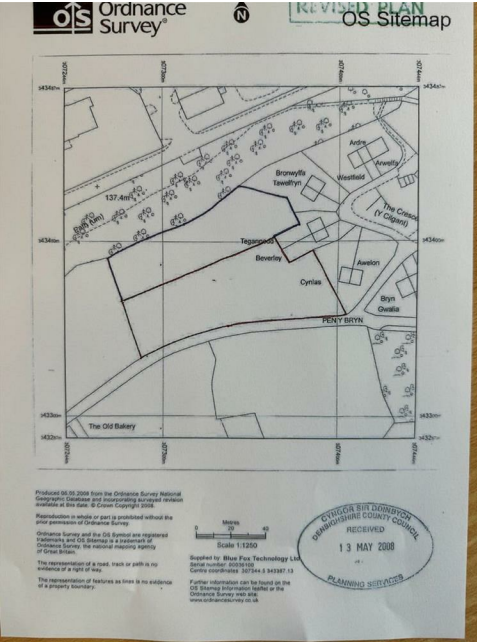 OS Ordnance
Survey®
N
REVISED PLAN
OS Sitemap
Ardre
Arwelfa
Westfield
Bronwylfa
Tawelfryn
137.4m
The Cresce
(Y Cilgant)
Beverley
Awelon
Cynlas
Bryn
Gwalia
PEN Y BRYN
The Old Bakery
Produced 06.05.2008 from the Ordnance Survey National
Geographic Database and incorporating surveyed revision
available at this date. © Crown Copyright 2008.
Reproduction in whole or part is prohibited without the
prior permission of Ordnance Survey.
Ordnance Survey and the OS Symbol are registered
trademarks and OS Sitemap is a trademark of
Ordnance Survey, the national mapping agency
of Great Britain.
The representation of a road, track or path is no
evidence of a right of way.
The representation of features as lines is no evidence
of a property boundary.
Metres
0 20 40
Scale 1:1250
Supplied by: Blue Fox Technology Ltd
Serial number:
Centre coordinates:
Further information can be found on the
OS Sitemap Information leaflet or the
Ordnance Survey web site:
www.ordnancesurvey.co.uk
CYNGOR SIR DDINBYCH
DENBIGHSHIRE COUNTY COUNCIL
RECEIVED
13 MAY 2008
PLANNING SERVICES